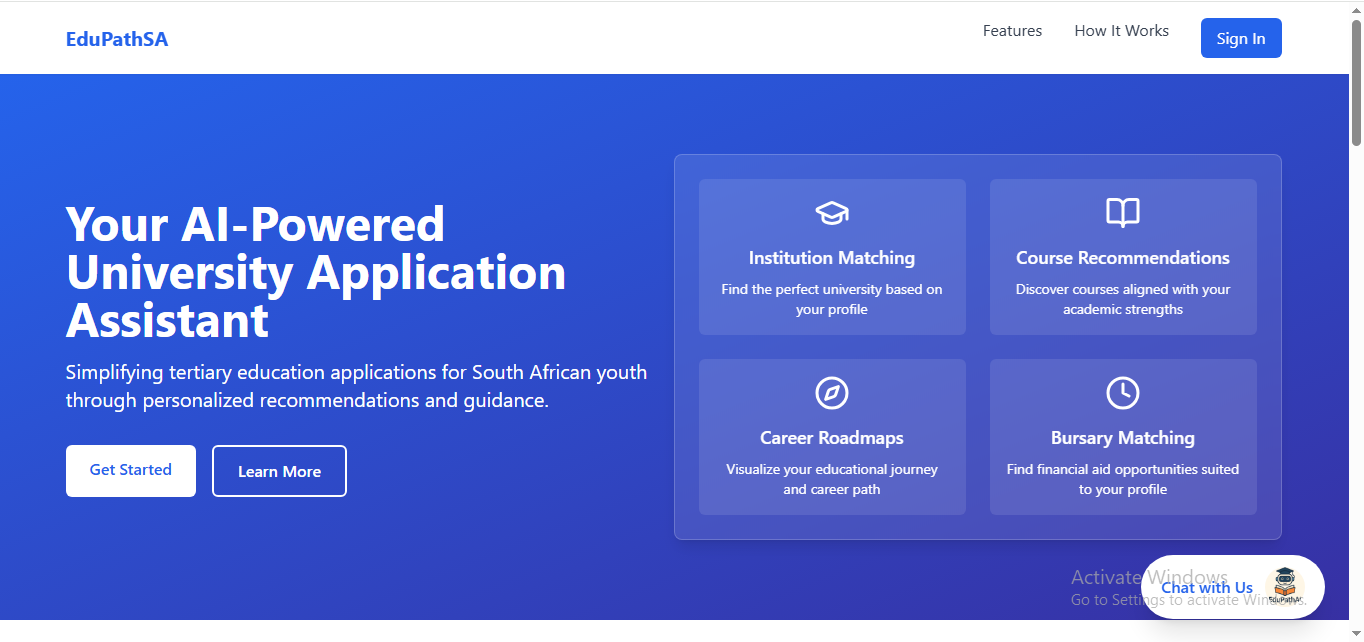 EduPathSA
Features
How It Works
Sign In
Your AI-Powered
University Application
Assistant
Simplifying tertiary education applications for South African youth
through personalized recommendations and guidance.
Get Started
Learn More
Institution Matching
Find the perfect university based on
your profile
Course Recommendations
Discover courses aligned with your
academic strengths
Career Roadmaps
Visualize your educational journey
and career path
Bursary Matching
Find financial aid opportunities suited
to your profile
Activate Windows
Go to Settings to activate Windows.
Chat with Us
EduPathAI